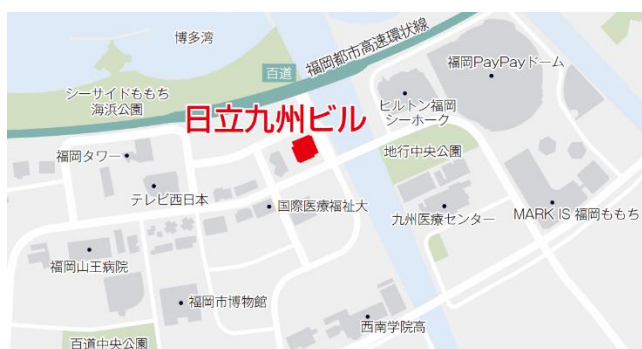 博多湾
福岡都市高速環状線
百道
福岡PayPayドーム
シーサイドももち
海浜公園
ヒルトン福岡
シーホーク
日立九州ビル
福岡タワー
地行中央公園
テレビ西日本
国際医療福祉大
九州医療センター
MARK IS 福岡ももち
福岡山王病院
福岡市博物館
西南学院高
百道中央公園